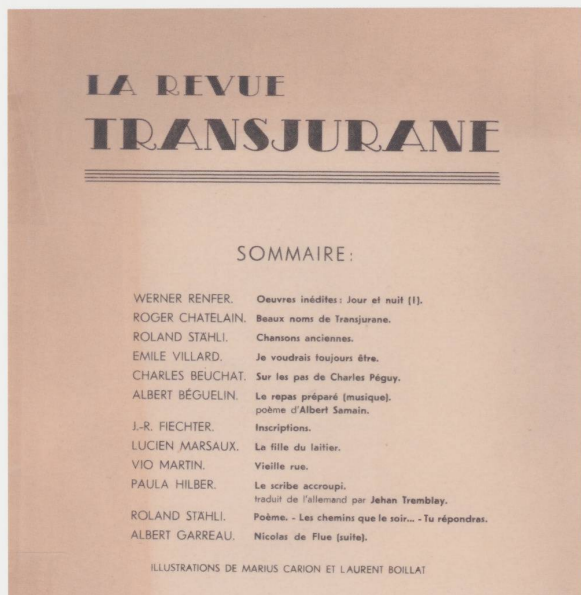 LA REVUE
TRANSJURANE
SOMMAIRE:
WERNER RENFER. Oeuvres inédites: Jour et nuit (I).
ROGER CHATELAIN. Beaux noms de Transjurane.
ROLAND STÄHLI. Chansons anciennes.
EMILE VILLARD. Je voudrais toujours être.
CHARLES BEUCHAT. Sur les pas de Charles Péguy.
ALBERT BÉGUELIN. Le repas préparé (musique).
poème d'Albert Samain.
J.-R. FIECHTER. Inscriptions.
LUCIEN MARSAUX. La fille du laitier.
VIO MARTIN. Vieille rue.
PAULA HILBER. Le scribe accroupi.
traduit de l'allemand par Jehan Tremblay.
ROLAND STÄHLI. Poème. - Les chemins que le soir... - Tu répondras.
ALBERT GARREAU. Nicolas de Flue (suite).
ILLUSTRATIONS DE MARIUS CARION ET LAURENT BOILLAT